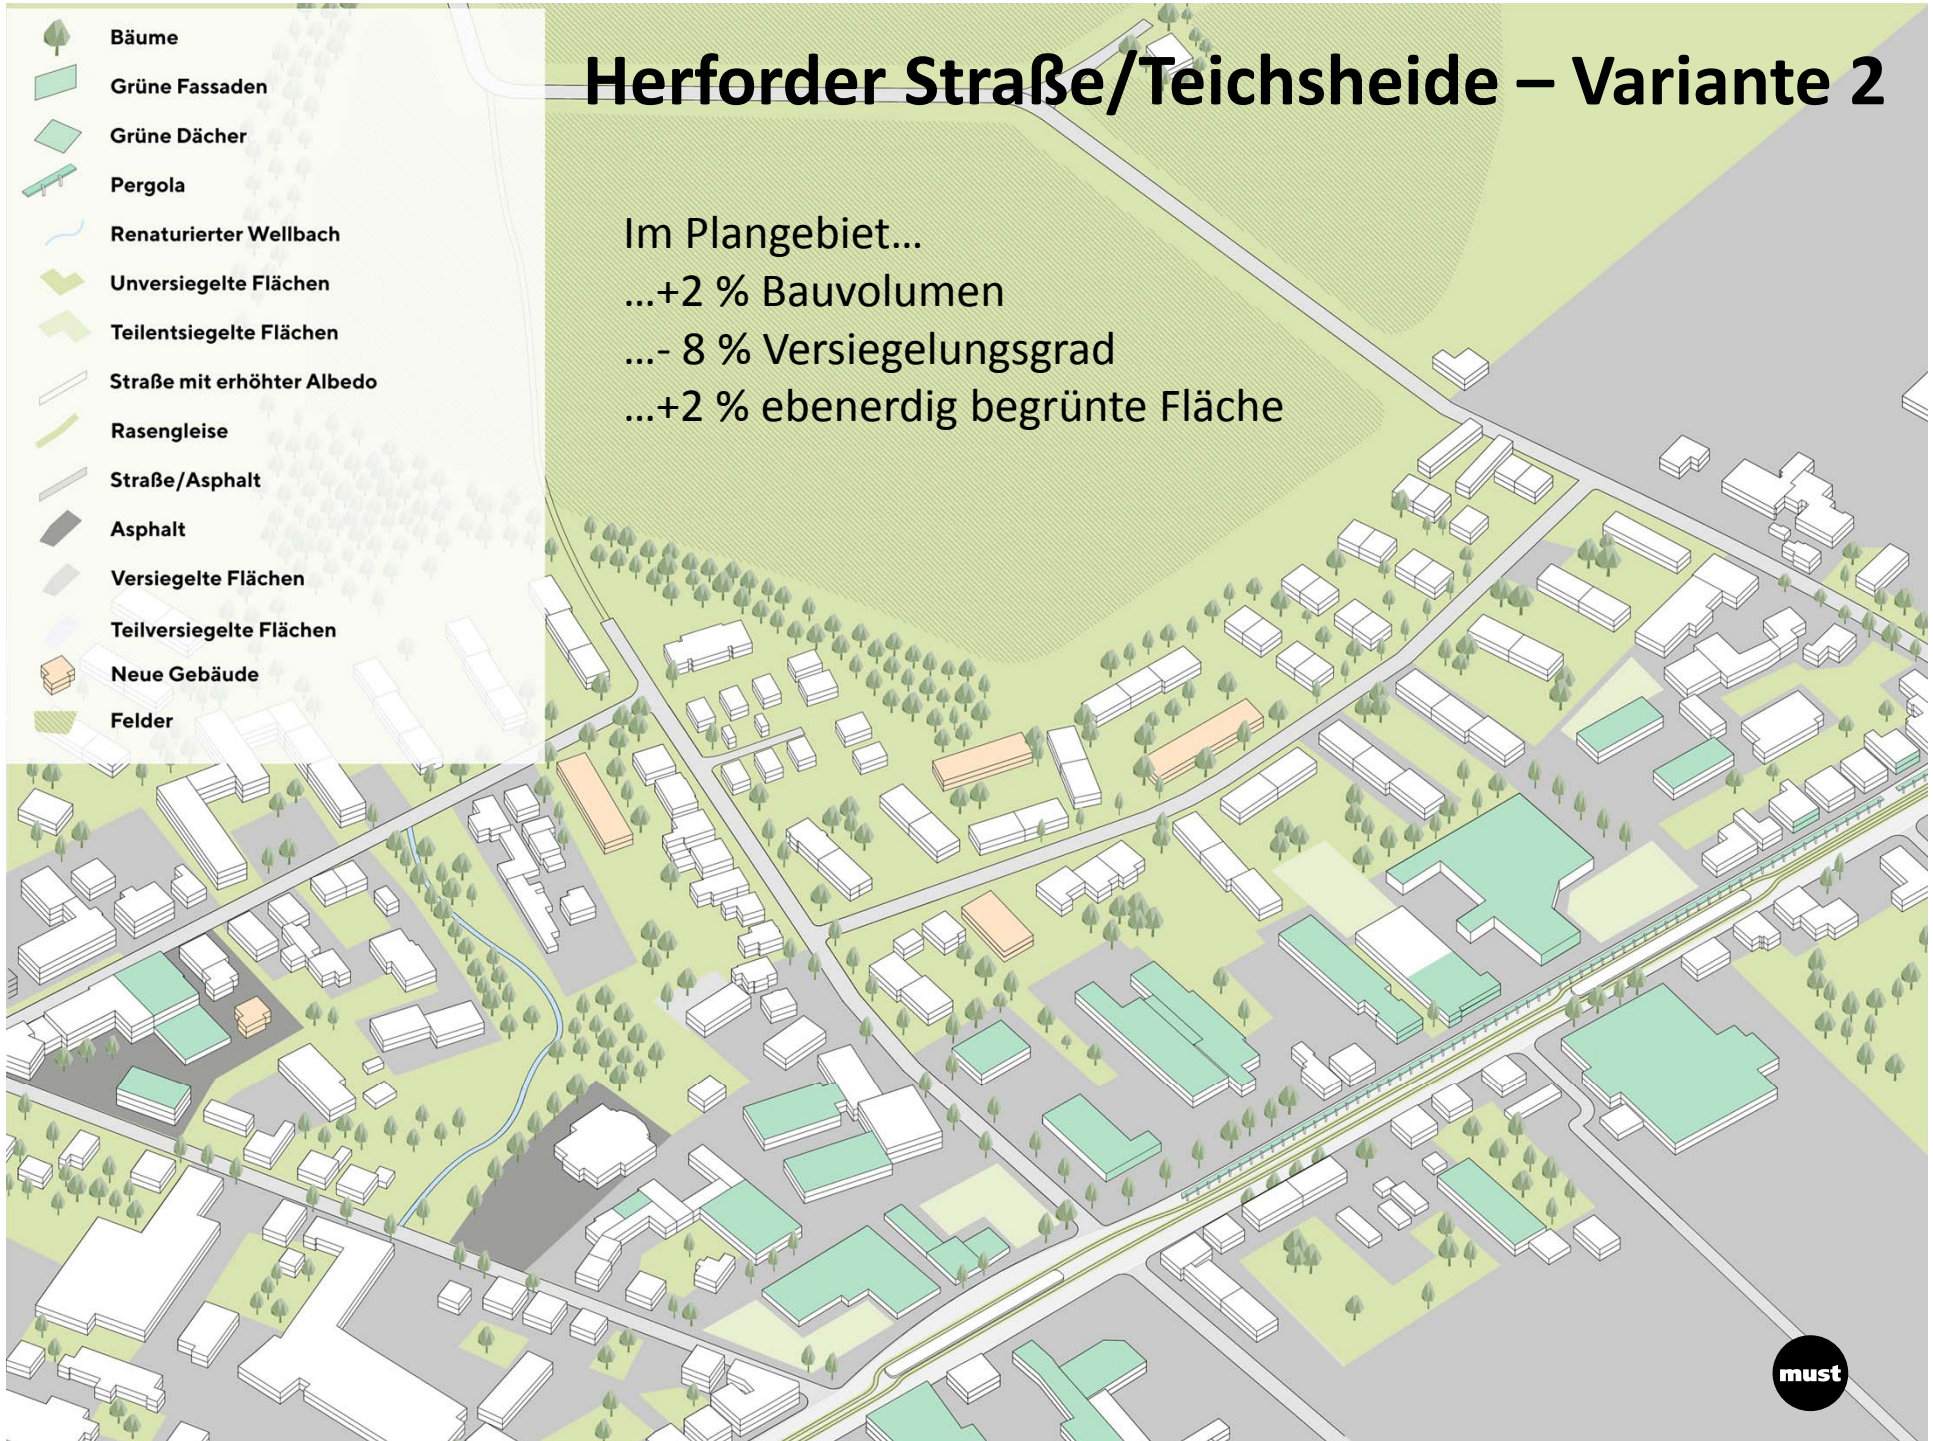 Herforder Straße/Teichsheide – Variante 2
Bäume
Grüne Fassaden
Grüne Dächer
Pergola
Renaturierter Wellbach
Unversiegelte Flächen
Teilentsiegelte Flächen
Straße mit erhöhter Albedo
Rasengleise
Straße/Asphalt
Asphalt
Versiegelte Flächen
Teilversiegelte Flächen
Neue Gebäude
Felder
Im Plangebiet...
...+2 % Bauvolumen
...- 8 % Versiegelungsgrad
...+2 % ebenerdig begrünte Fläche
must